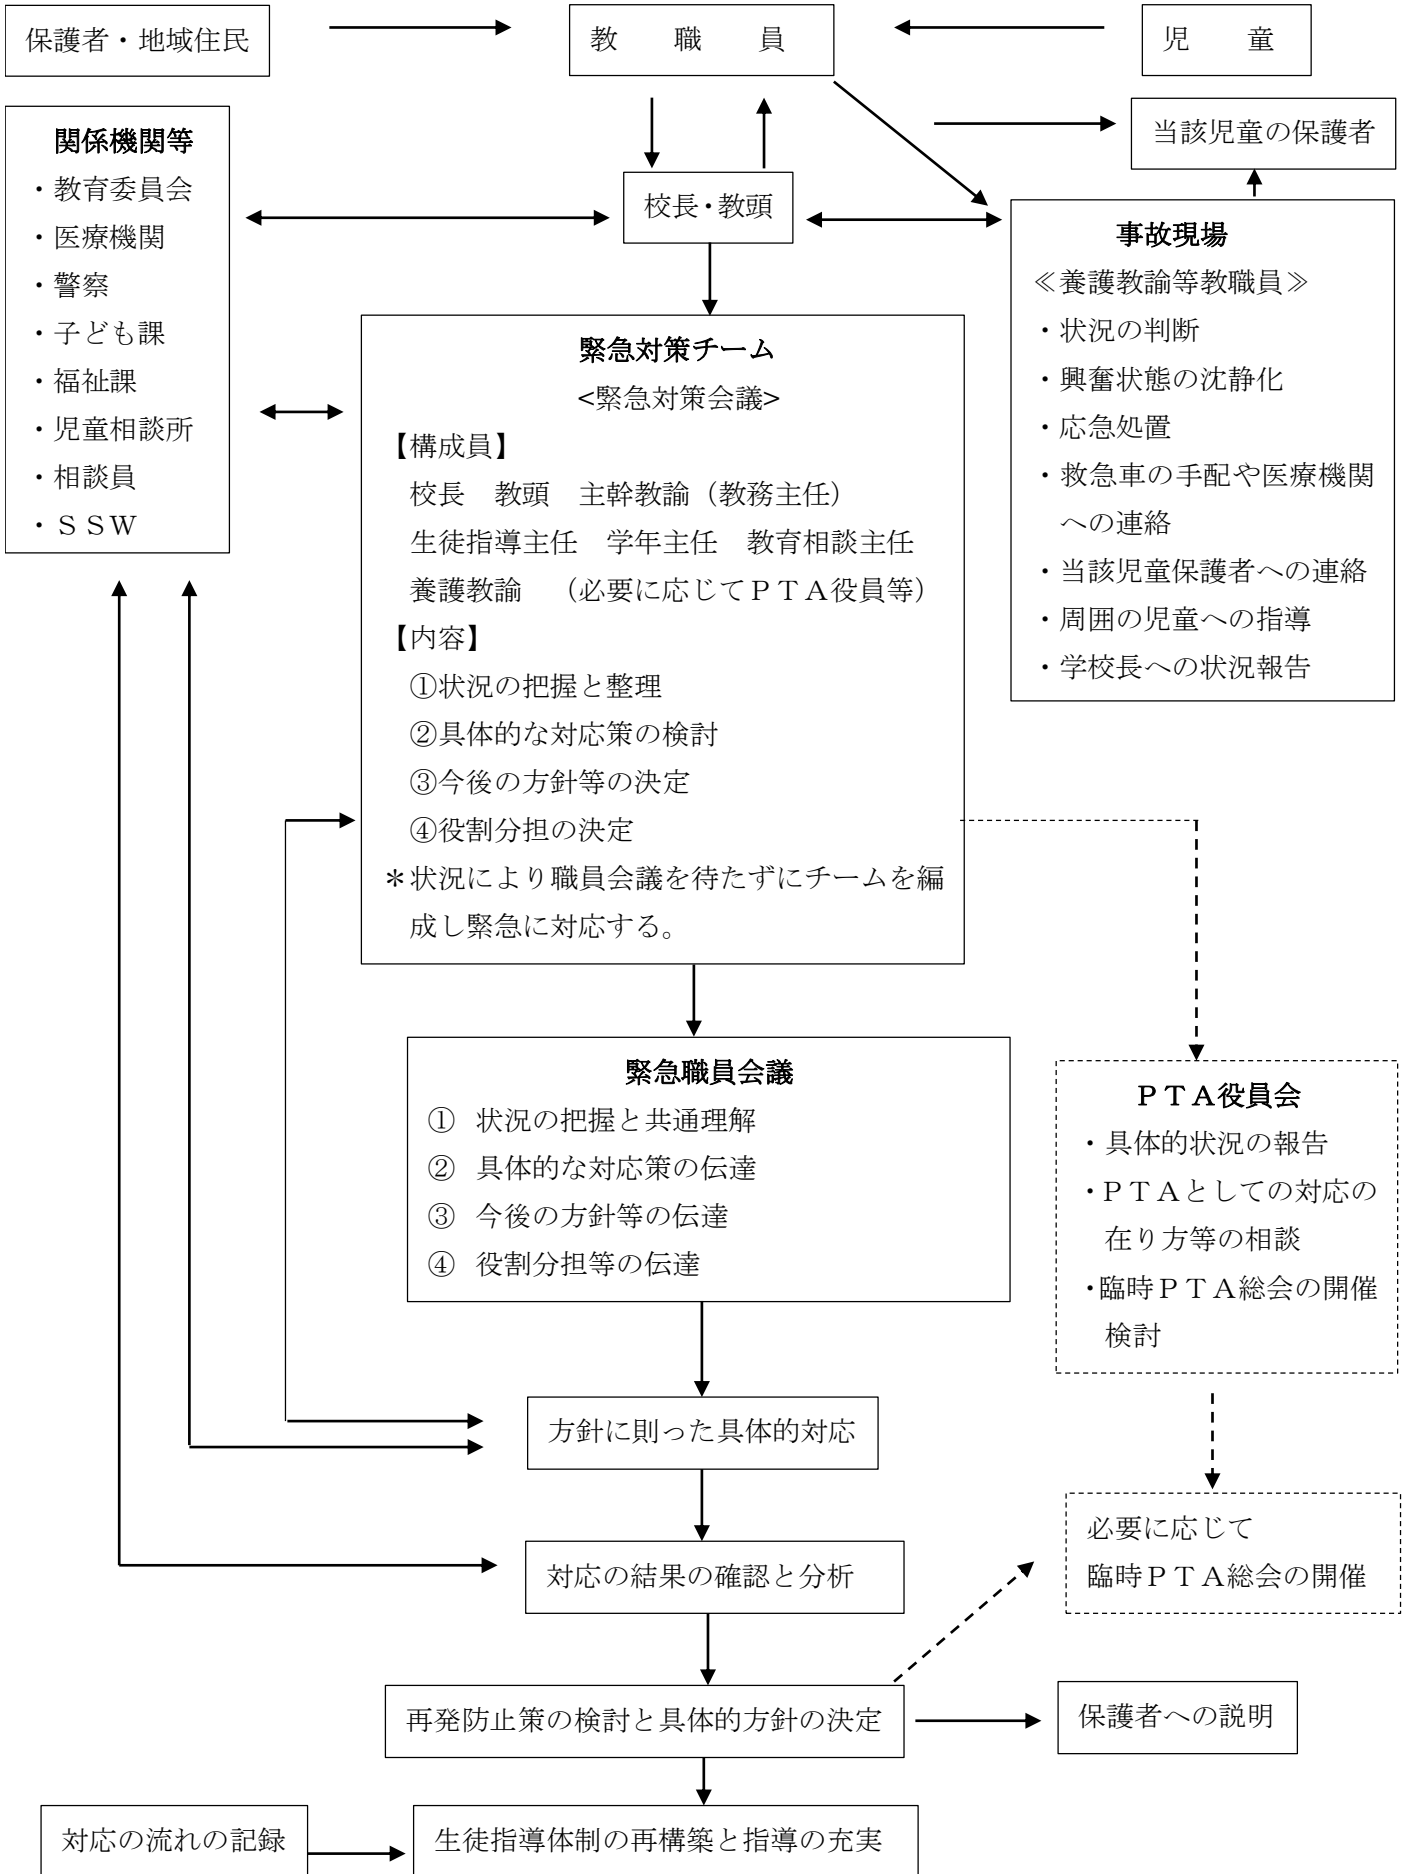 保護者・地域住民
教　職　員
児　童
当該児童の保護者
関係機関等
・教育委員会
・医療機関
・警察
・子ども課
・福祉課
・児童相談所
・相談員
・ＳＳＷ
校長・教頭
事故現場
≪養護教諭等教職員≫
・状況の判断
・興奮状態の沈静化
・応急処置
・救急車の手配や医療機関
への連絡
・当該児童保護者への連絡
・周囲の児童への指導
・学校長への状況報告
緊急対策チーム
<緊急対策会議>
【構成員】
校長　教頭　主幹教諭（教務主任）
生徒指導主任　学年主任　教育相談主任
養護教諭　（必要に応じてＰＴＡ役員等）
【内容】
①状況の把握と整理
②具体的な対応策の検討
③今後の方針等の決定
④役割分担の決定
＊状況により職員会議を待たずにチームを編
成し緊急に対応する。
緊急職員会議
①　状況の把握と共通理解
②　具体的な対応策の伝達
③　今後の方針等の伝達
④　役割分担等の伝達
ＰＴＡ役員会
・具体的状況の報告
・ＰＴＡとしての対応の
在り方等の相談
・臨時ＰＴＡ総会の開催
検討
方針に則った具体的対応
必要に応じて
臨時ＰＴＡ総会の開催
対応の結果の確認と分析
再発防止策の検討と具体的方針の決定
保護者への説明
対応の流れの記録
生徒指導体制の再構築と指導の充実